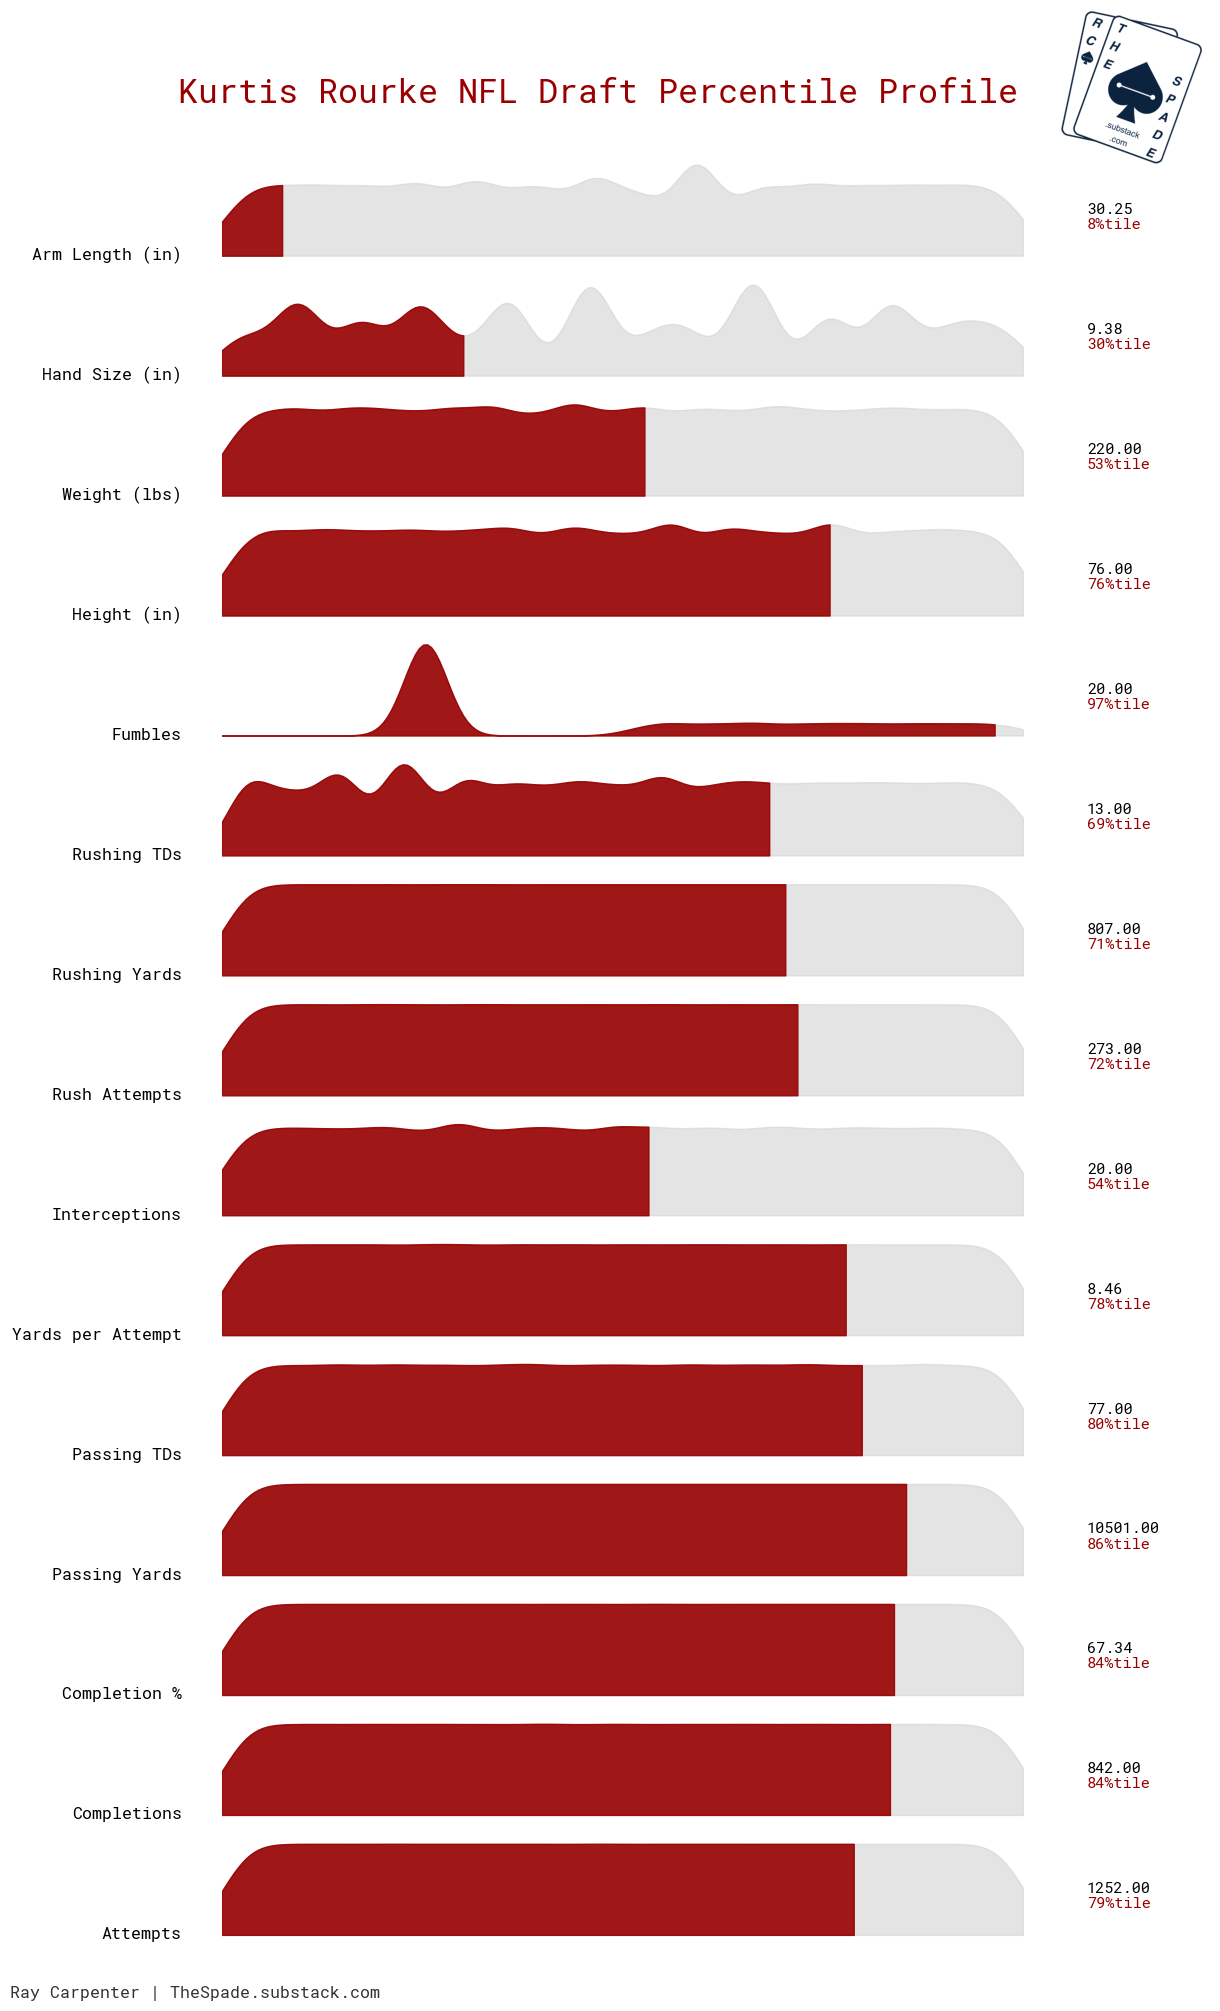 R
C
THE
SPADE
.substack
.com
Kurtis Rourke NFL Draft Percentile Profile
30.25
8%tile
Arm Length (in)
9.38
30%tile
Hand Size (in)
220.00
53%tile
Weight (lbs)
76.00
76%tile
Height (in)
20.00
97%tile
Fumbles
13.00
69%tile
Rushing TDs
807.00
71%tile
Rushing Yards
273.00
72%tile
Rush Attempts
20.00
54%tile
Interceptions
8.46
78%tile
Yards per Attempt
77.00
80%tile
Passing TDs
10501.00
86%tile
Passing Yards
67.34
84%tile
Completion %
842.00
84%tile
Completions
1252.00
79%tile
Attempts
Ray Carpenter | TheSpade.substack.com